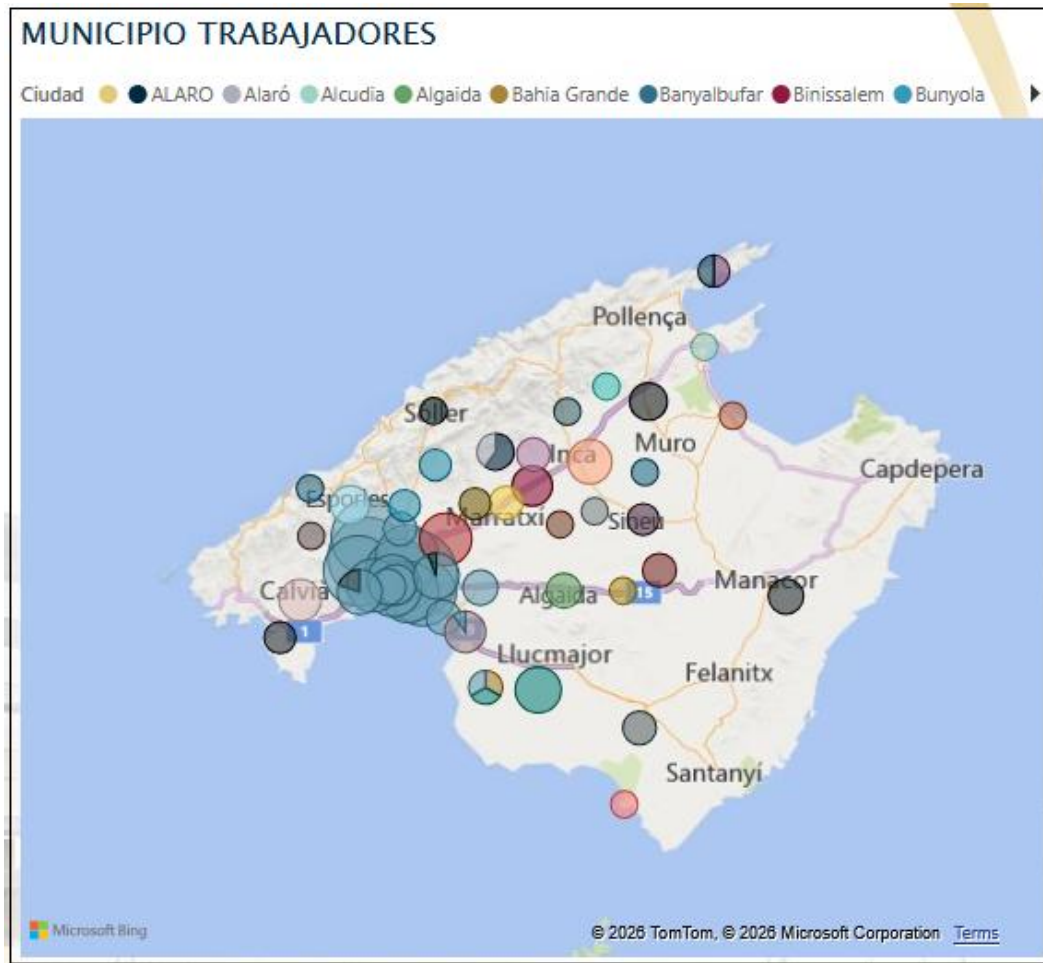 MUNICIPIO TRABAJADORES
Ciudad ALARO Alaró Alcudia Algaida Bahia Grande Banyalbufar Binissalem Bunyola
Pollença
Sóller
Inca
Muro
Capdepera
Esporles
Marratxí
Sineu
Calvià
Algaida
15
Manacor
1
Llucmajor
Felanitx
Santanyí
Microsoft Bing
© 2026 TomTom, © 2026 Microsoft Corporation Terms